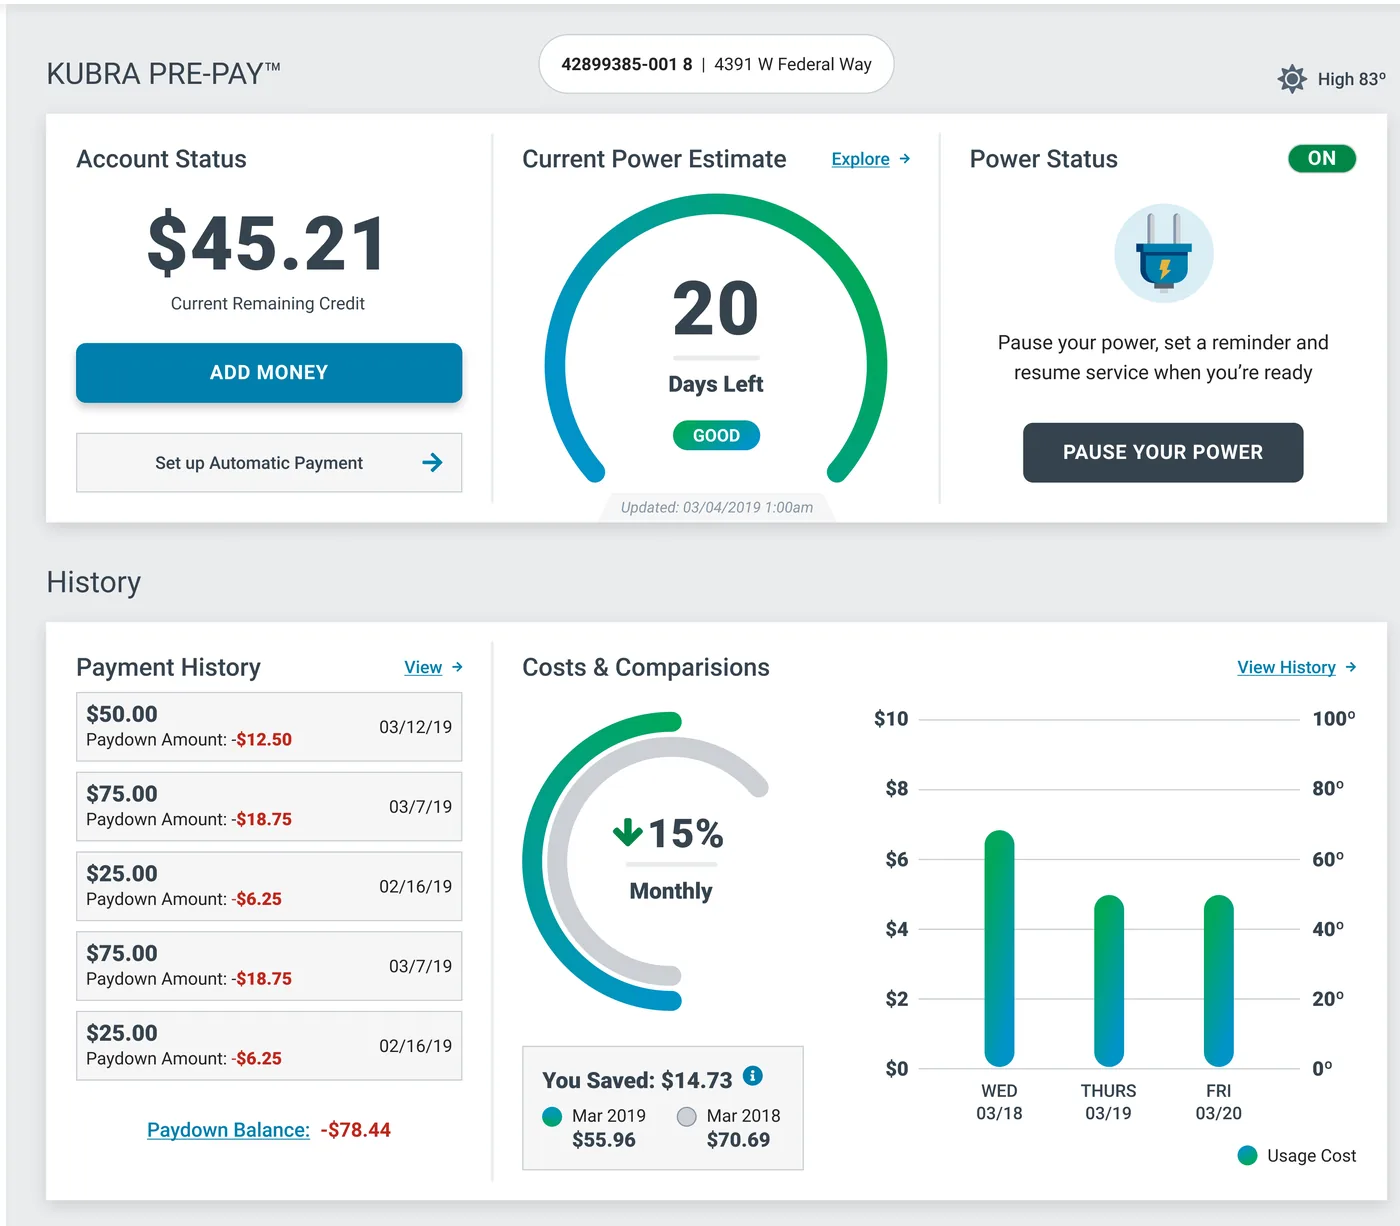 KUBRA PRE-PAY™
42899385-001 8 | 4391 W Federal Way
High 83º
Account Status
$45.21
Current Remaining Credit
ADD MONEY
Set up Automatic Payment
Current Power Estimate
Explore
20
Days Left
GOOD
Updated: 03/04/2019 1:00am
Power Status
ON
Pause your power, set a reminder and
resume service when you’re ready
PAUSE YOUR POWER
History
Payment History
View
$50.00
Paydown Amount: -$12.50
03/12/19
$75.00
Paydown Amount: -$18.75
03/7/19
$25.00
Paydown Amount: -$6.25
02/16/19
$75.00
Paydown Amount: -$18.75
03/7/19
$25.00
Paydown Amount: -$6.25
02/16/19
Paydown Balance: -$78.44
Costs & Comparisions
View History
15%
Monthly
You Saved: $14.73
Mar 2019
$55.96
Mar 2018
$70.69
$10
100º
$8
80º
$6
60º
$4
40º
$2
20º
$0
0º
WED
03/18
THURS
03/19
FRI
03/20
Usage Cost